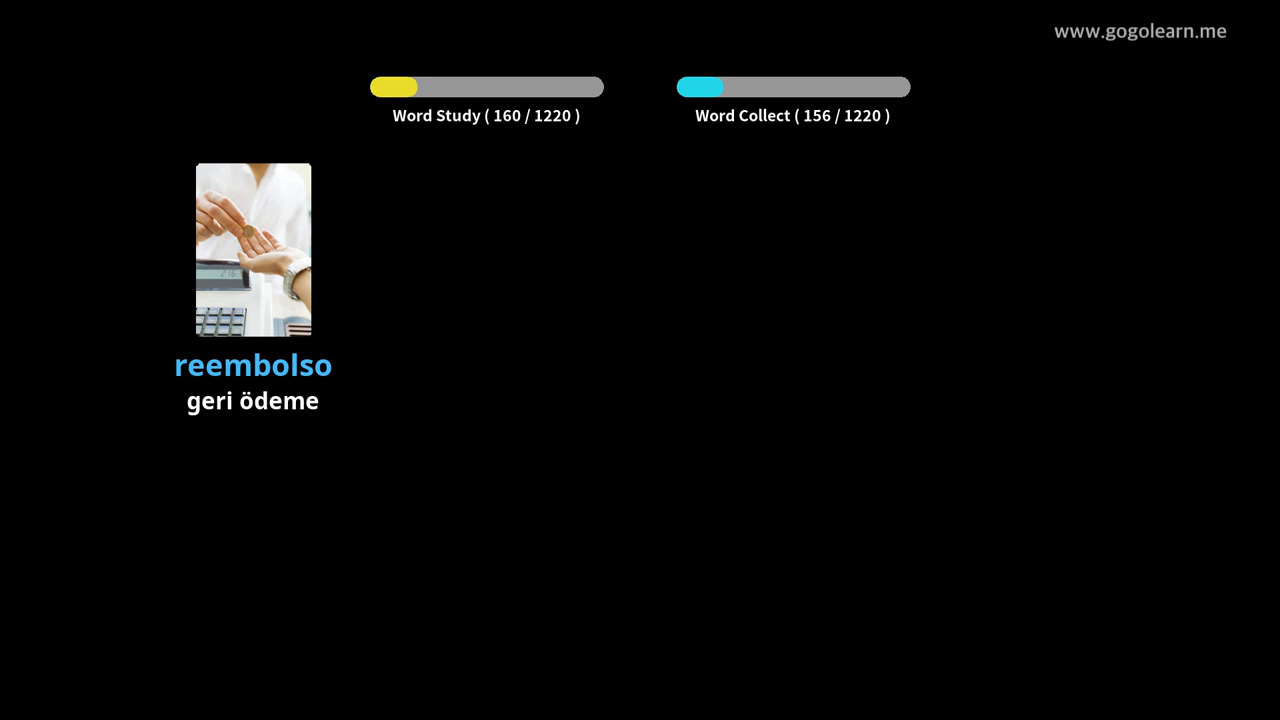 www.gogolearn.me
Word Study ( 160 / 1220 )
Word Collect ( 156 / 1220 )
reembolso
geri ödeme